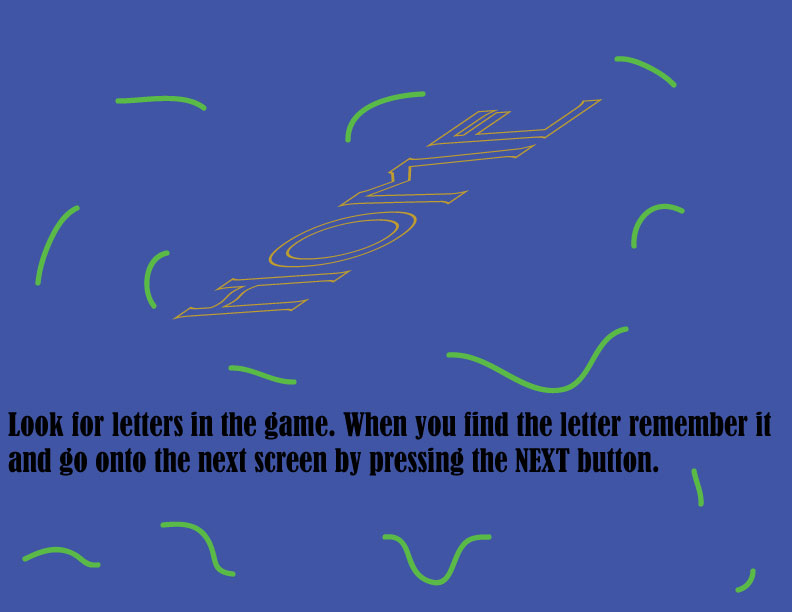 HOME
Look for letters in the game. When you find the letter remember it
and go onto the next screen by pressing the NEXT button.